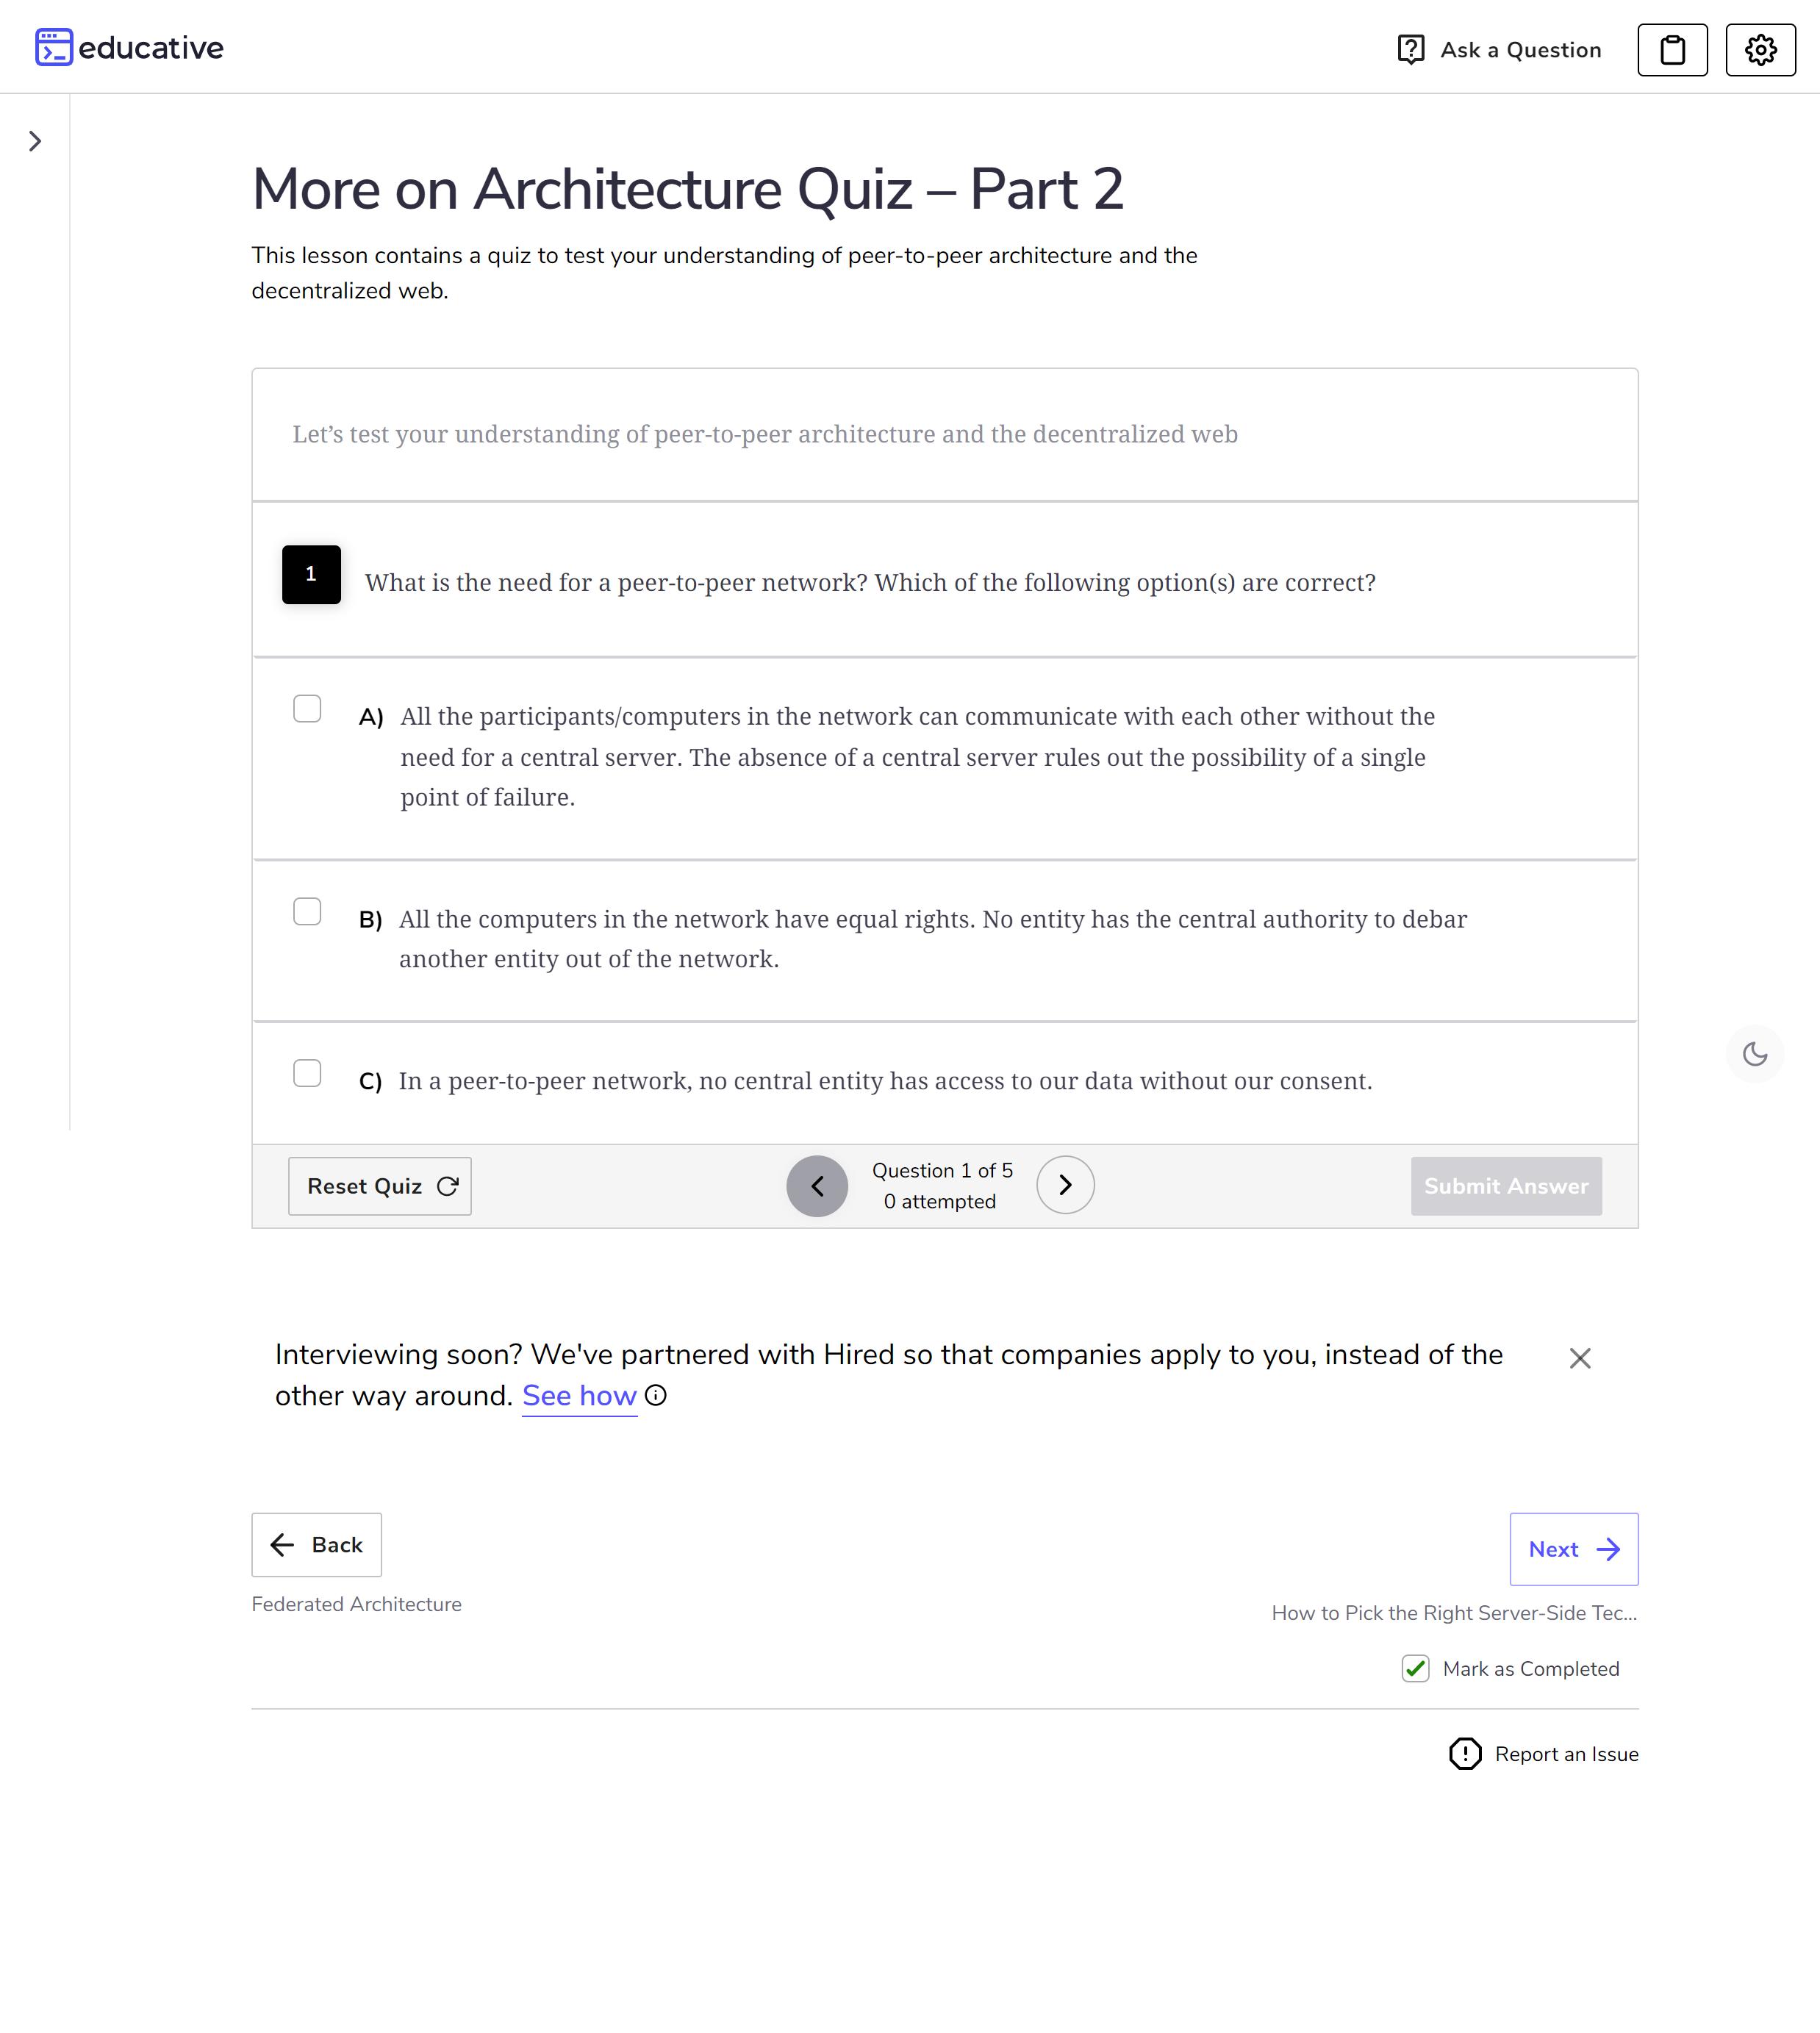 educative
Ask a Question
More on Architecture Quiz – Part 2
This lesson contains a quiz to test your understanding of peer-to-peer architecture and the
decentralized web.
Let’s test your understanding of peer-to-peer architecture and the decentralized web
1
What is the need for a peer-to-peer network? Which of the following option(s) are correct?
A) All the participants/computers in the network can communicate with each other without the
need for a central server. The absence of a central server rules out the possibility of a single
point of failure.
B) All the computers in the network have equal rights. No entity has the central authority to debar
another entity out of the network.
C) In a peer-to-peer network, no central entity has access to our data without our consent.
Reset Quiz
Question 1 of 5
0 attempted
Submit Answer
Interviewing soon? We've partnered with Hired so that companies apply to you, instead of the
other way around. See how
Back
Next
Federated Architecture
How to Pick the Right Server-Side Tec...
Mark as Completed
Report an Issue